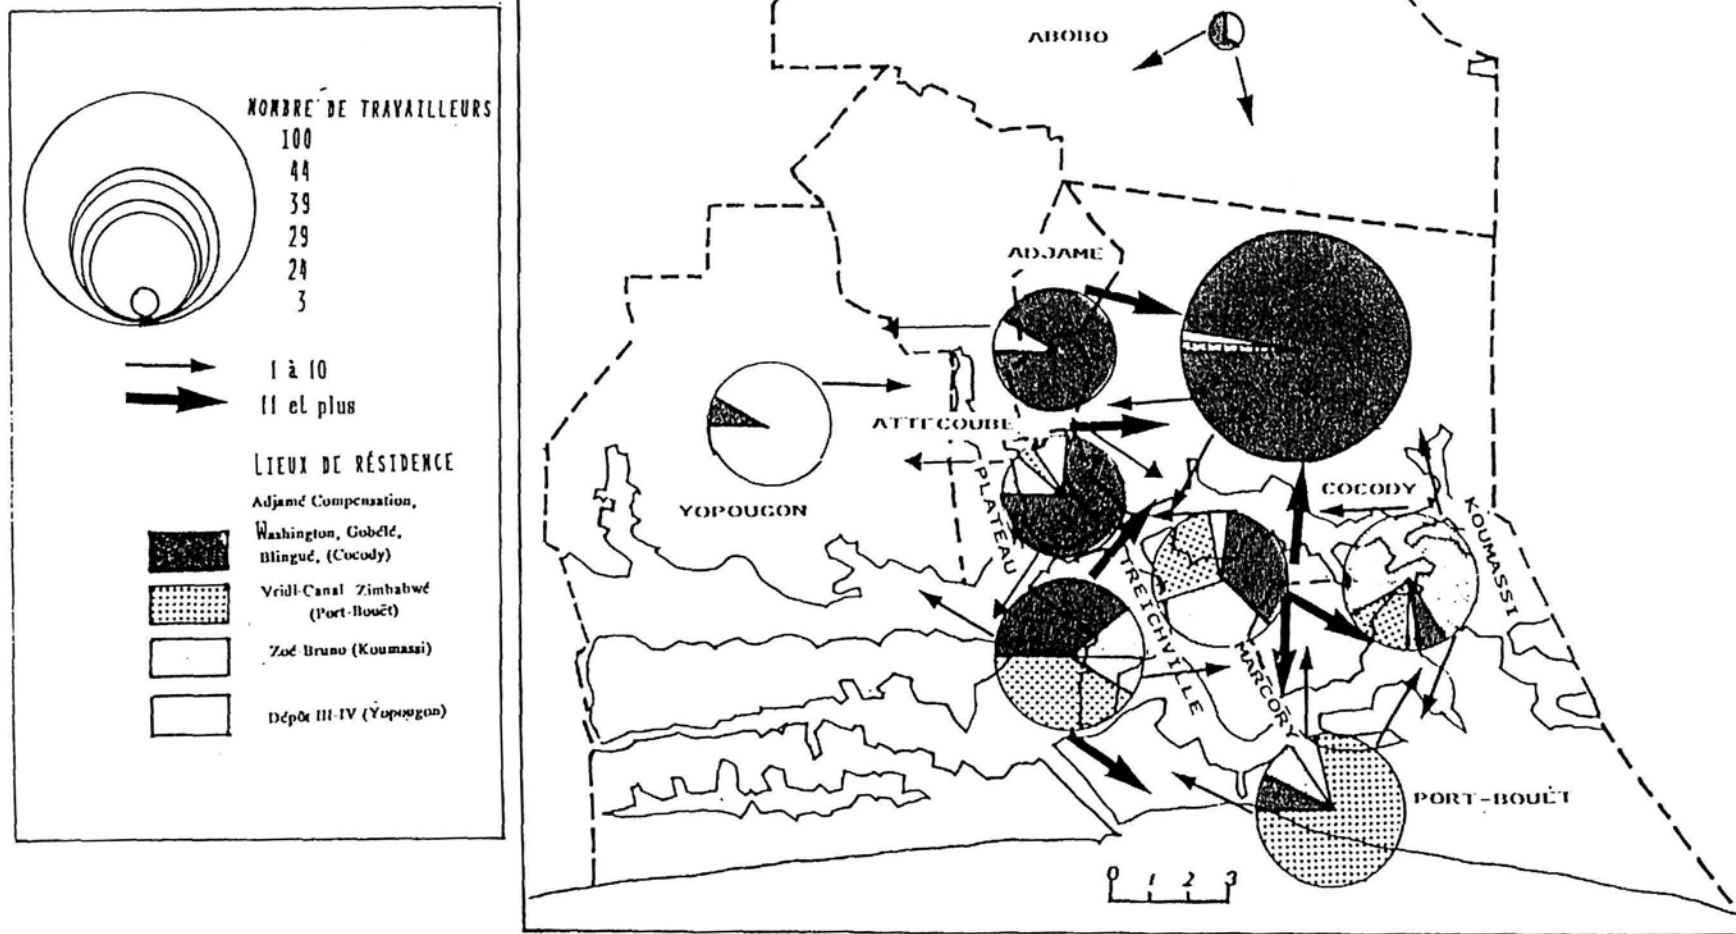 NOMBRE DE TRAVAILLEURS
100
44
39
29
24
3
1 à 10
11 et plus
LIEUX DE RÉSIDENCE
Adjamé Compensation,
Washington, Gobélé,
Blingué, (Cocody)
Vridi-Canal Zimbabwé
(Port-Bouët)
Zoé Bruno (Koumassi)
Dépôt III-IV (Yopougon)
ABOBO
ADJAME
ATTECOUBE
YOPOUGON
PLATEAU
COCODY
KOUMASSI
TREICHVILLE
MARCORY
PORT-BOUËT
0 1 2 3